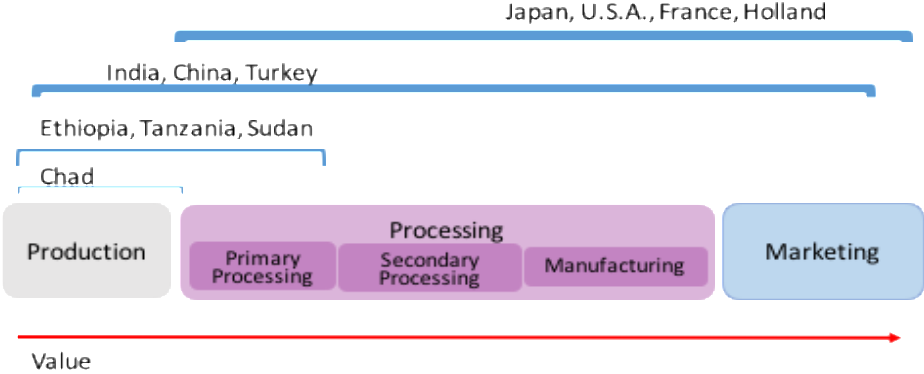 Japan, U.S.A., France, Holland
India, China, Turkey
Ethiopia, Tanzania, Sudan
Chad
Production
Processing
Primary
Processing
Secondary
Processing
Manufacturing
Marketing
Value